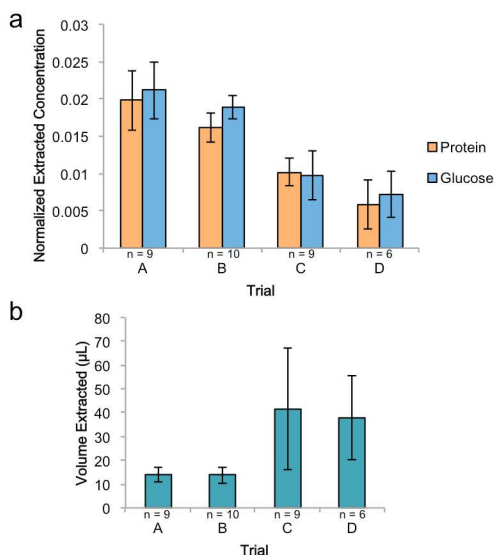 a
Normalized Extracted Concentration
0.03
0.025
0.02
0.015
0.01
0.005
0
n = 9
n = 10
n = 9
n = 6
A
B
C
D
Trial
Protein
Glucose
b
Volume Extracted (µL)
80
70
60
50
40
30
20
10
0
n = 9
n = 10
n = 9
n = 6
A
B
C
D
Trial